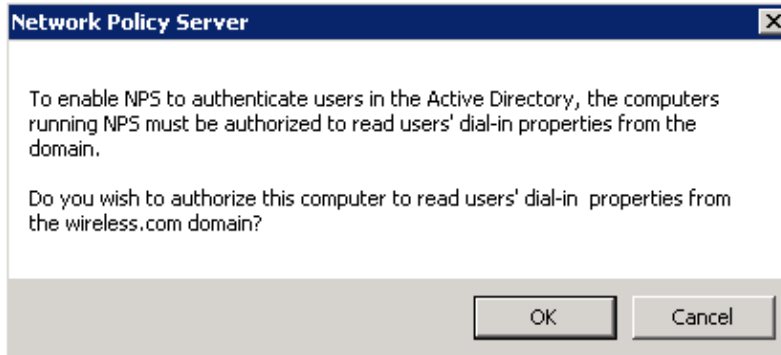 Network Policy Server
To enable NPS to authenticate users in the Active Directory, the computers
running NPS must be authorized to read users' dial-in properties from the
domain.
Do you wish to authorize this computer to read users' dial-in  properties from
the wireless.com domain?
OK
Cancel